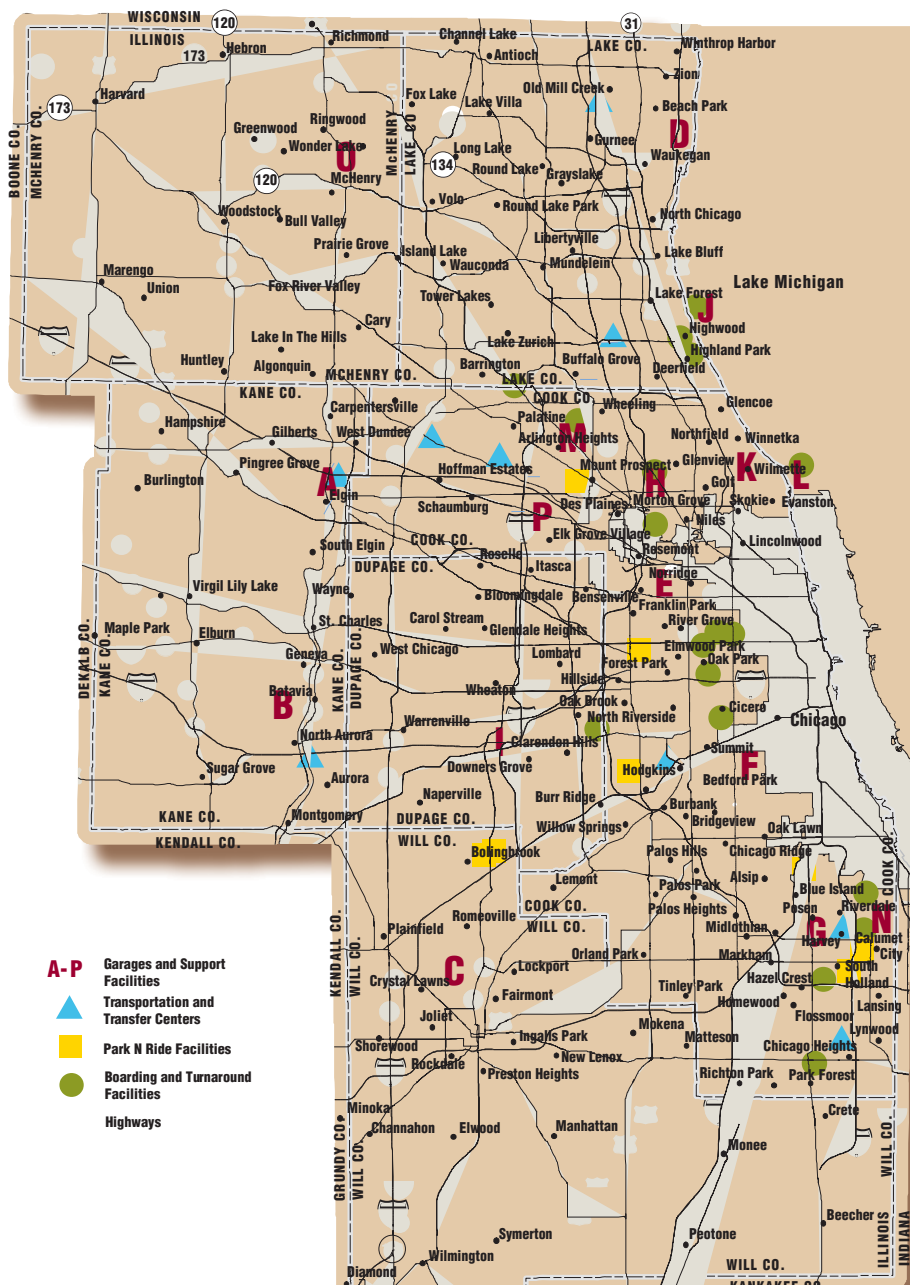 WISCONSIN
120
31
ILLINOIS
Richmond
Channel Lake
LAKE CO.
Winthrop Harbor
173
Hebron
Antioch
Zion
Harvard
173
Fox Lake
Lake Villa
Old Mill Creek
Beach Park
BOONE CO.
MCHENRY CO.
Greenwood
Ringwood
MCHENRY
LAKE CO
Gurnee
D
Wonder Lake
O
Long Lake
134
Round Lake
Grayslake
Waukegan
120
McHenry
Volo
Round Lake Park
Woodstock
Bull Valley
North Chicago
Prairie Grove
Island Lake
Libertyville
Lake Bluff
Wauconda
Mundelein
Marengo
Union
Fox River Valley
Tower Lakes
Lake Michigan
Lake Forest
J
Cary
Lake In The Hills
Lake Zurich
Highwood
Huntley
Algonquin
Barrington
Buffalo Grove
Highland Park
Deerfield
MCHENRY CO.
LAKE CO.
KANE CO.
COOK CO.
Carpentersville
Wheeling
Glencoe
Hampshire
Gilberts
West Dundee
Palatine
Arlington Heights
M
Northfield
Winnetka
Pingree Grove
Hoffman Estates
Mount Prospect
Glenview
K
Wilmette
L
Burlington
A
Elgin
H
Golf
Schaumburg
P
Des Plaines
Morton Grove
Skokie
Evanston
Niles
Elk Grove Village
COOK CO.
South Elgin
Roselle
Rosemont
Lincolnwood
DUPAGE CO.
Itasca
Norridge
E
Virgil
Lily Lake
Wayne
Bloomingdale
Bensenville
Franklin Park
DEKALB CO.
KANE CO.
Maple Park
Elburn
St. Charles
Carol Stream
Glendale Heights
River Grove
Geneva
KANE CO.
DUPAGE CO.
West Chicago
Lombard
Elmwood Park
Forest Park
Oak Park
Hillside
B
Batavia
Wheaton
Oak Brook
Cicero
North Riverside
Chicago
Warrenville
North Aurora
I
Clarendon Hills
Summit
F
Sugar Grove
Aurora
Downers Grove
Hodgkins
Bedford Park
Naperville
Burr Ridge
Burbank
Montgomery
KANE CO.
DUPAGE CO.
Willow Springs
Bridgeview
Oak Lawn
KENDALL CO.
WILL CO.
Bolingbrook
Palos Hills
Chicago Ridge
COOK CO.
Lemont
Palos Park
Alsip
Blue Island
COOK CO.
Palos Heights
Posen
Riverdale
G
N
Romeoville
WILL CO.
Midlothian
Harvey
Calumet
City
KENDALL CO.
WILL CO.
Plainfield
Orland Park
Markham
South
Holland
A-P
Garages and Support
Facilities
C
Lockport
Hazel Crest
Crystal Lawns
Fairmont
Tinley Park
Homewood
Lansing
Transportation and
Transfer Centers
Joliet
Flossmoor
Lynwood
Ingalls Park
Mokena
Matteson
Chicago Heights
Park N Ride Facilities
Shorewood
Rockdale
New Lenox
Preston Heights
Richton Park
Park Forest
Boarding and Turnaround
Facilities
Highways
Minoka
Crete
Channahon
Elwood
Manhattan
Monee
GRUNDY CO.
WILL CO.
WILL CO.
Beecher
Symerton
Peotone
ILLINOIS
INDIANA
Wilmington
Diamond
WILL CO.
KANKAKEE CO.